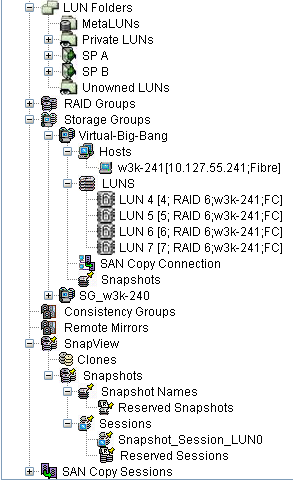 LUN Folders
MetaLUNs
Private LUNs
SP A
SP B
Unowned LUNs
RAID Groups
Storage Groups
Virtual-Big-Bang
Hosts
w3k-241[10.127.55.241;Fibre]
LUNS
LUN 4 [4; RAID 6;w3k-241;FC]
LUN 5 [5; RAID 6;w3k-241;FC]
LUN 6 [6; RAID 6;w3k-241;FC]
LUN 7 [7; RAID 6;w3k-241;FC]
SAN Copy Connection
Snapshots
SG_w3k-240
Consistency Groups
Remote Mirrors
SnapView
Clones
Snapshots
Snapshot Names
Reserved Snapshots
Sessions
Snapshot_Session_LUN0
Reserved Sessions
SAN Copy Sessions